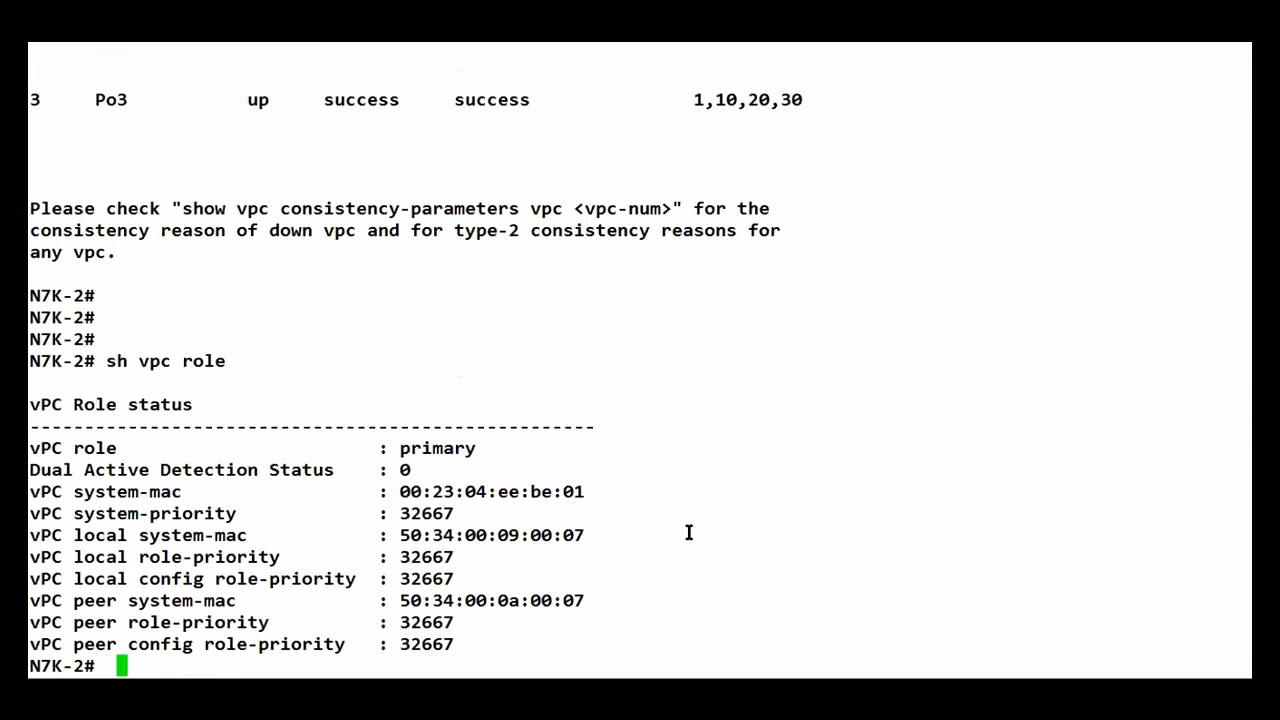 3     Po3           up     success     success               1,10,20,30
Please check "show vpc consistency-parameters vpc <vpc-num>" for the
consistency reason of down vpc and for type-2 consistency reasons for
any vpc.
N7K-2#
N7K-2#
N7K-2#
N7K-2# sh vpc role
vPC Role status
----------------------------------------------------
vPC role                        : primary
Dual Active Detection Status    : 0
vPC system-mac                  : 00:23:04:ee:be:01
vPC system-priority             : 32667
vPC local system-mac            : 50:34:00:09:00:07
vPC local role-priority         : 32667
vPC local config role-priority  : 32667
vPC peer system-mac             : 50:34:00:0a:00:07
vPC peer role-priority          : 32667
vPC peer config role-priority   : 32667
N7K-2#